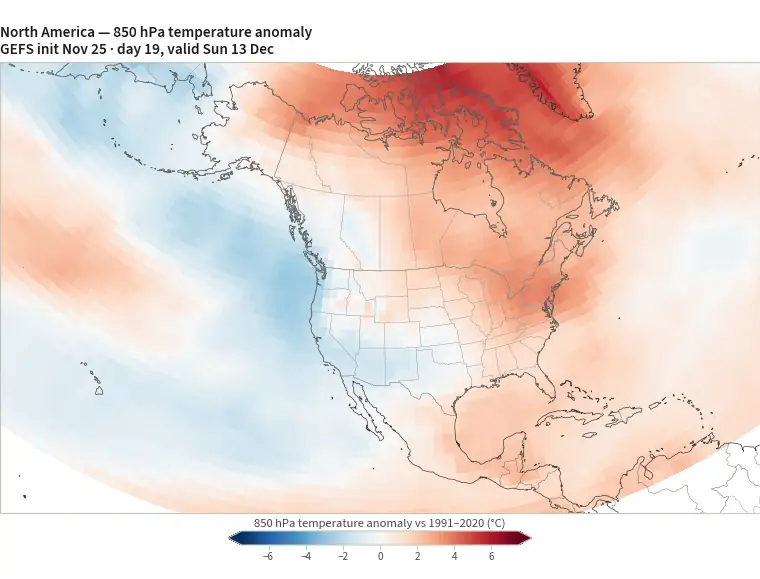 North America — 850 hPa temperature anomaly
GEFS init Nov 25 · day 19, valid Sun 13 Dec
850 hPa temperature anomaly vs 1991–2020 (°C)
−6 −4 −2 0 2 4 6